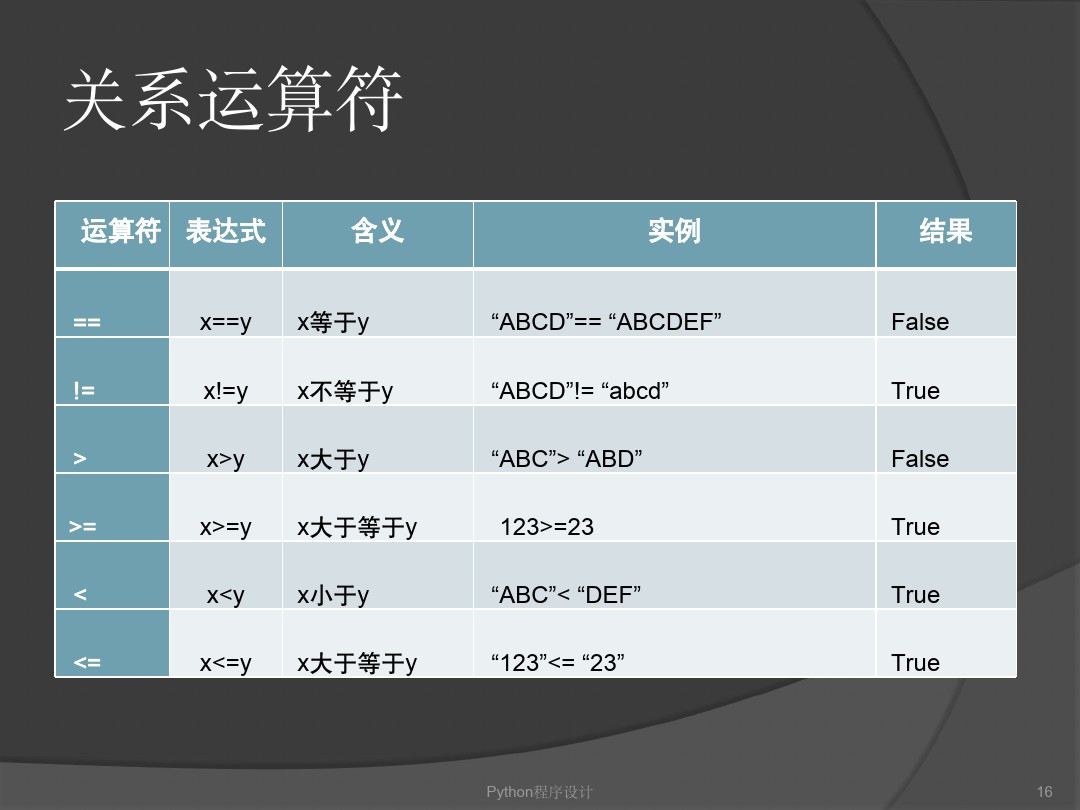 关系运算符
运算符 表达式 含义 实例 结果
== x==y x等于y “ABCD”== “ABCDEF” False
!= x!=y x不等于y “ABCD”!= “abcd” True
> x>y x大于y “ABC”> “ABD” False
>= x>=y x大于等于y 123>=23 True
< x<y x小于y “ABC”< “DEF” True
<= x<=y x大于等于y “123”<= “23” True
Python程序设计 16